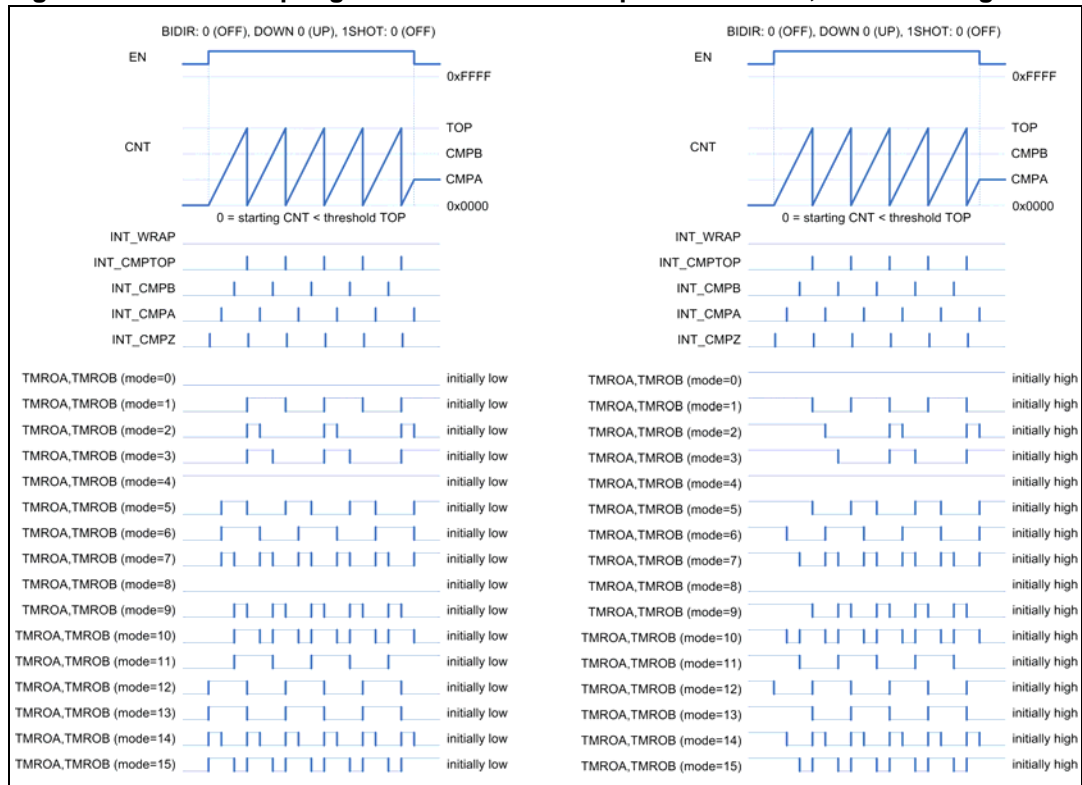 BIDIR: 0 (OFF), DOWN 0 (UP), 1SHOT: 0 (OFF)
EN
0xFFFF
CNT
TOP
CMPB
CMPA
0x0000
0 = starting CNT < threshold TOP
INT_WRAP
INT_CMPTOP
INT_CMPB
INT_CMPA
INT_CMPZ
TMROA,TMROB (mode=0) initially low
TMROA,TMROB (mode=1) initially low
TMROA,TMROB (mode=2) initially low
TMROA,TMROB (mode=3) initially low
TMROA,TMROB (mode=4) initially low
TMROA,TMROB (mode=5) initially low
TMROA,TMROB (mode=6) initially low
TMROA,TMROB (mode=7) initially low
TMROA,TMROB (mode=8) initially low
TMROA,TMROB (mode=9) initially low
TMROA,TMROB (mode=10) initially low
TMROA,TMROB (mode=11) initially low
TMROA,TMROB (mode=12) initially low
TMROA,TMROB (mode=13) initially low
TMROA,TMROB (mode=14) initially low
TMROA,TMROB (mode=15) initially low
BIDIR: 0 (OFF), DOWN 0 (UP), 1SHOT: 0 (OFF)
EN
0xFFFF
CNT
TOP
CMPB
CMPA
0x0000
0 = starting CNT < threshold TOP
INT_WRAP
INT_CMPTOP
INT_CMPB
INT_CMPA
INT_CMPZ
TMROA,TMROB (mode=0) initially high
TMROA,TMROB (mode=1) initially high
TMROA,TMROB (mode=2) initially high
TMROA,TMROB (mode=3) initially high
TMROA,TMROB (mode=4) initially high
TMROA,TMROB (mode=5) initially high
TMROA,TMROB (mode=6) initially high
TMROA,TMROB (mode=7) initially high
TMROA,TMROB (mode=8) initially high
TMROA,TMROB (mode=9) initially high
TMROA,TMROB (mode=10) initially high
TMROA,TMROB (mode=11) initially high
TMROA,TMROB (mode=12) initially high
TMROA,TMROB (mode=13) initially high
TMROA,TMROB (mode=14) initially high
TMROA,TMROB (mode=15) initially high